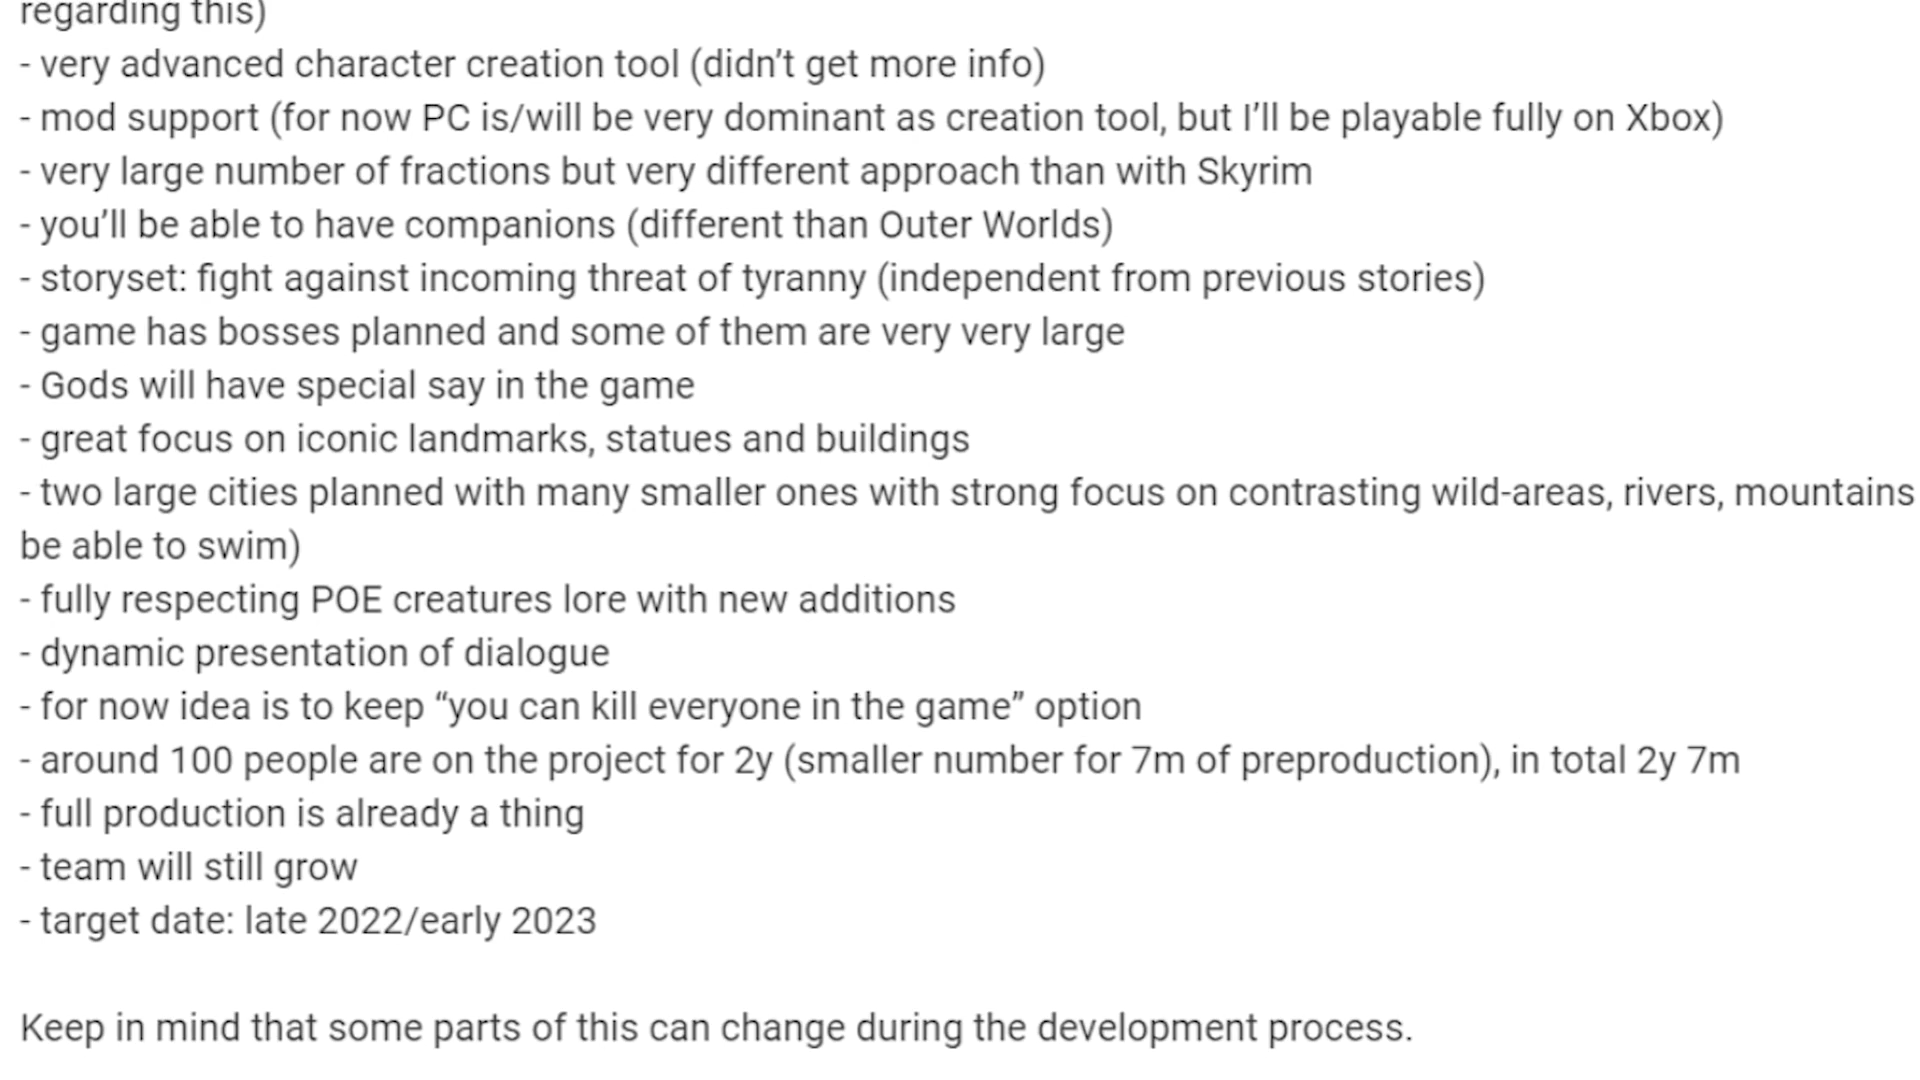 regarding this)
- very advanced character creation tool (didn't get more info)
- mod support (for now PC is/will be very dominant as creation tool, but I'll be playable fully on Xbox)
- very large number of fractions but very different approach than with Skyrim
- you'll be able to have companions (different than Outer Worlds)
- storyset: fight against incoming threat of tyranny (independent from previous stories)
- game has bosses planned and some of them are very very large
- Gods will have special say in the game
- great focus on iconic landmarks, statues and buildings
- two large cities planned with many smaller ones with strong focus on contrasting wild-areas, rivers, mountains
be able to swim)
- fully respecting POE creatures lore with new additions
- dynamic presentation of dialogue
- for now idea is to keep “you can kill everyone in the game” option
- around 100 people are on the project for 2y (smaller number for 7m of preproduction), in total 2y 7m
- full production is already a thing
- team will still grow
- target date: late 2022/early 2023
Keep in mind that some parts of this can change during the development process.